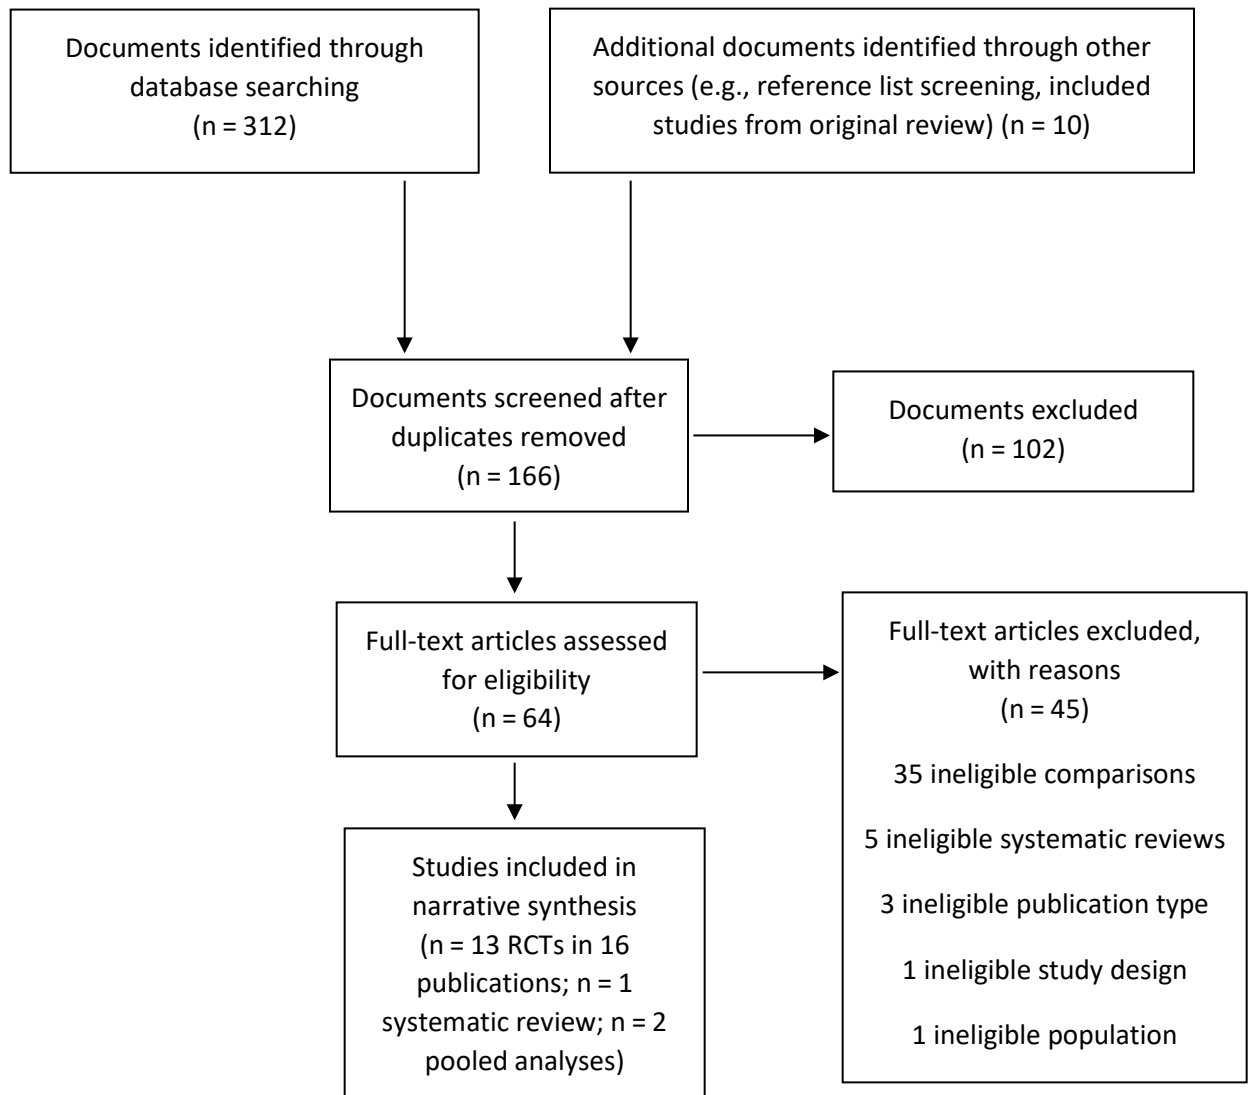 Documents identified through
database searching
(n = 312)
Additional documents identified through other
sources (e.g., reference list screening, included
studies from original review) (n = 10)
Documents screened after
duplicates removed
(n = 166)
Documents excluded
(n = 102)
Full-text articles assessed
for eligibility
(n = 64)
Full-text articles excluded,
with reasons
(n = 45)
35 ineligible comparisons
5 ineligible systematic reviews
3 ineligible publication type
1 ineligible study design
1 ineligible population
Studies included in
narrative synthesis
(n = 13 RCTs in 16
publications; n = 1
systematic review; n = 2
pooled analyses)